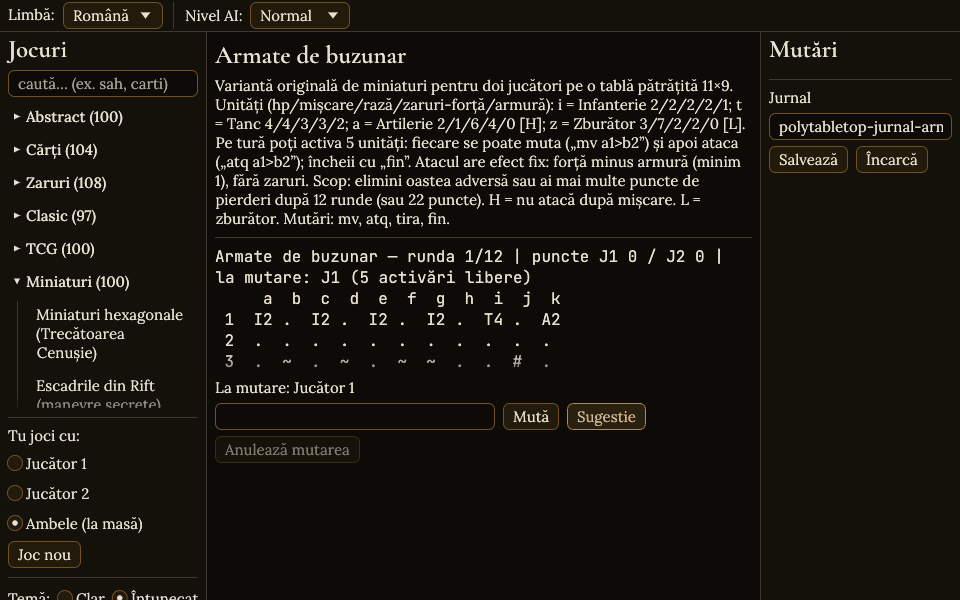 Limbă: Română ▼ Nivel AI: Normal ▼
Jocuri
caută... (ex. sah, carti)
▸ Abstract (100)
▸ Cărți (104)
▸ Zaruri (108)
▸ Clasic (97)
▸ TCG (100)
▾ Miniaturi (100)
Miniaturi hexagonale
(Trecătoarea
Cenușie)
Escadrile din Rift
(manevre secrete)
Tu joci cu:
Jucător 1
Jucător 2
Ambele (la masă)
Joc nou
Temă: Clar Întunecat
Armate de buzunar
Variantă originală de miniaturi pentru doi jucători pe o tablă pătrățită 11×9.
Unități (hp/mișcare/rază/zaruri-forță/armură): i = Infanterie 2/2/2/2/1; t
= Tanc 4/4/3/3/2; a = Artilerie 2/1/6/4/0 [H]; z = Zburător 3/7/2/2/0 [L].
Pe tură poți activa 5 unități: fiecare se poate muta („mv a1>b2”) și apoi ataca
(„atq a1>b2”); închei cu „fin”. Atacul are efect fix: forță minus armură (minim
1), fără zaruri. Scop: elimini oastea adversă sau ai mai multe puncte de
pierderi după 12 runde (sau 22 puncte). H = nu atacă după mișcare. L =
zburător. Mutări: mv, atq, tira, fin.
Armate de buzunar — runda 1/12 | puncte J1 0 / J2 0 |
la mutare: J1 (5 activări libere)
a b c d e f g h i j k
1 I2 . I2 . I2 . I2 . T4 . A2
2 . . . . . . . . . . .
3 . ~ . ~ . ~ ~ . . # .
La mutare: Jucător 1
Mută Sugestie
Anulează mutarea
Mutări
Jurnal
polytabletop-jurnal-arm
Salvează Încarcă